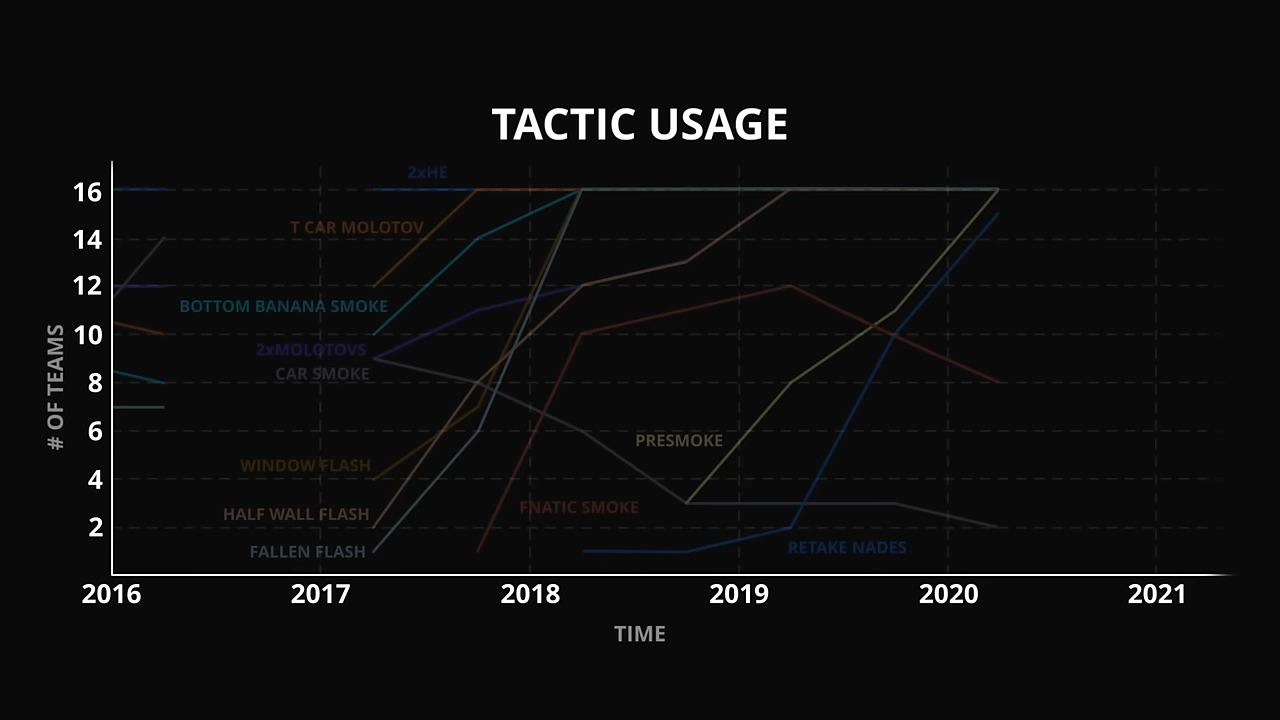 TACTIC USAGE
2xHE
16
T CAR MOLOTOV
14
12
BOTTOM BANANA SMOKE
10
2xMOLOTOVS
CAR SMOKE
8
# OF TEAMS
6
PRESMOKE
WINDOW FLASH
4
HALF WALL FLASH
FNATIC SMOKE
2
FALLEN FLASH
RETAKE NADES
2016 2017 2018 2019 2020 2021
TIME